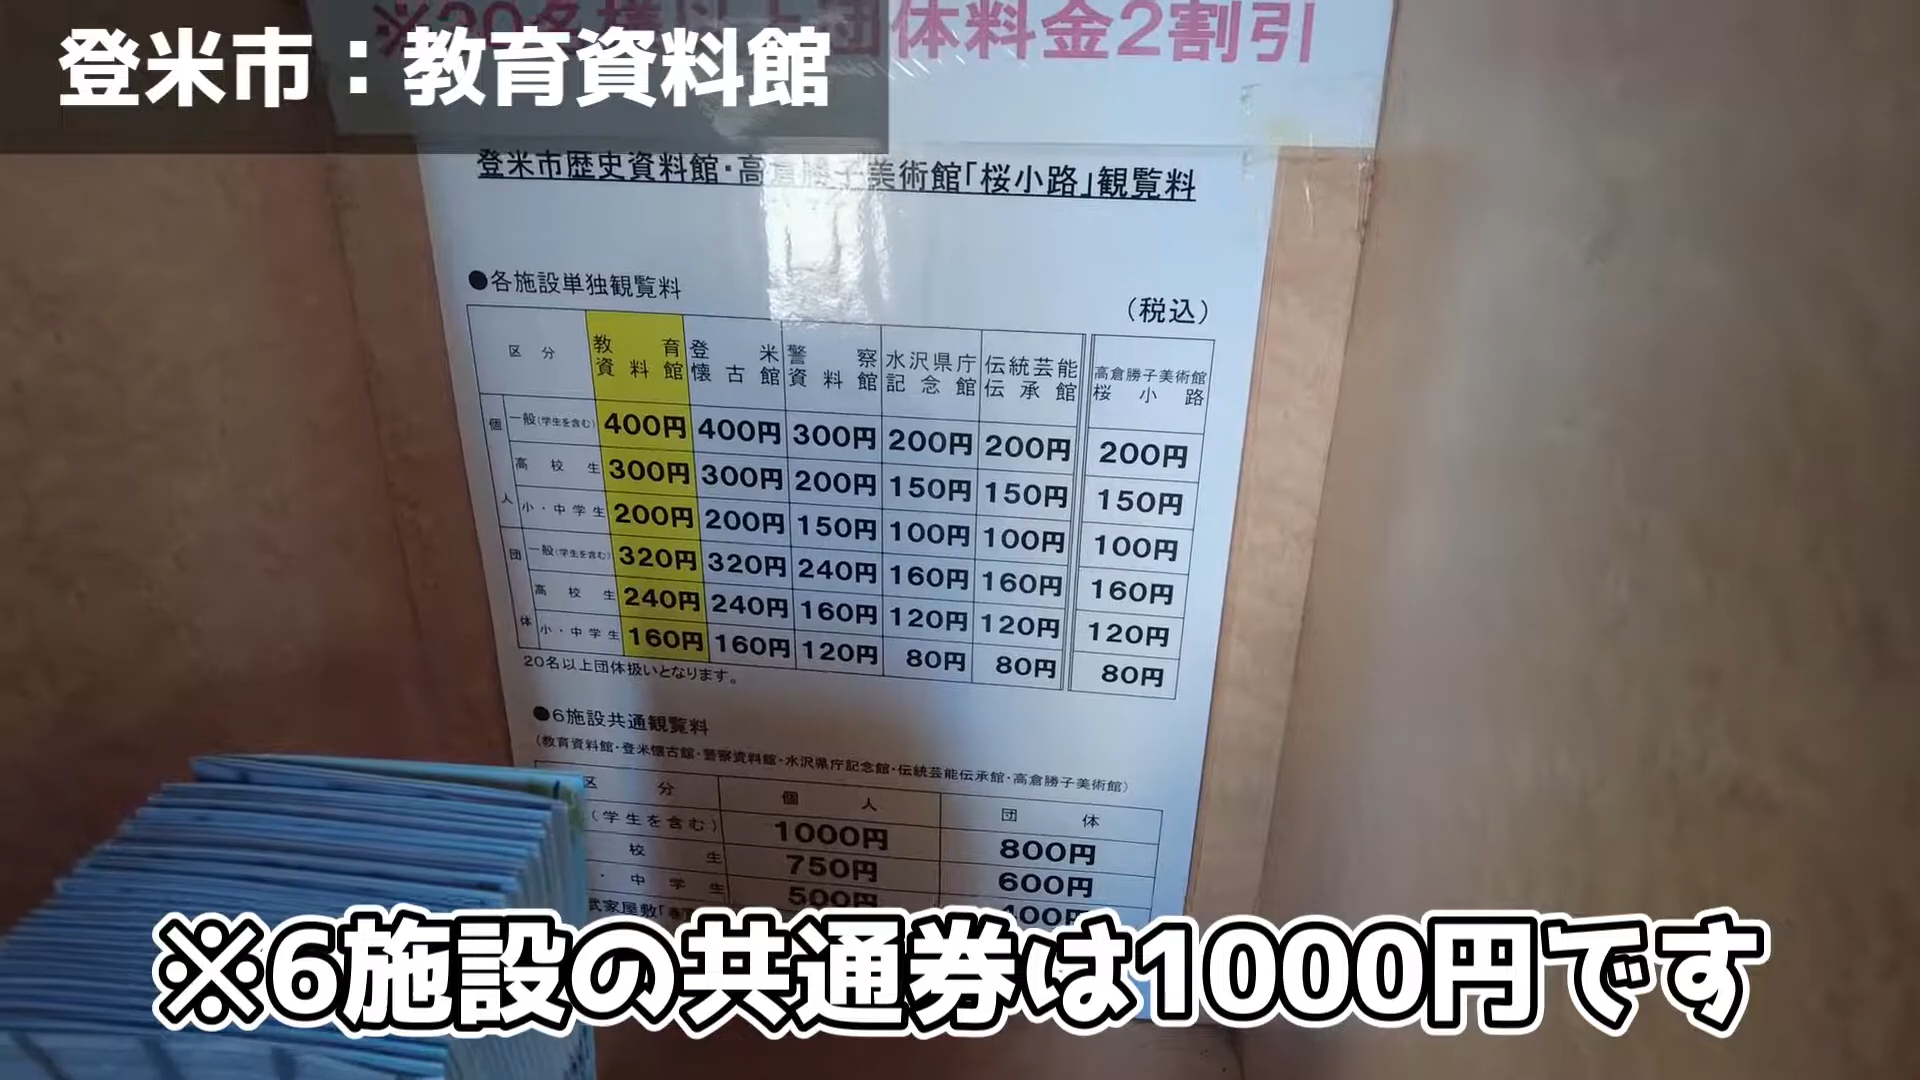 ※20名様以上団体料金2割引
登米市：教育資料館
登米市歴史資料館・高倉勝子美術館「桜小路」観覧料
●各施設単独観覧料
（税込）
区分 教育資料館 登米懐古館 警察資料館 水沢県庁記念館 伝統芸能伝承館 高倉勝子美術館桜小路
個人 一般(学生を含む) 400円 400円 300円 200円 200円 200円
高校生 300円 300円 200円 150円 150円 150円
小・中学生 200円 200円 150円 100円 100円 100円
団体 一般(学生を含む) 320円 320円 240円 160円 160円 160円
高校生 240円 240円 160円 120円 120円 120円
小・中学生 160円 160円 120円 80円 80円 80円
20名以上団体扱いとなります。
●6施設共通観覧料
（教育資料館・登米懐古館・警察資料館・水沢県庁記念館・伝統芸能伝承館・高倉勝子美術館）
区分 個人 団体
(学生を含む) 1000円 800円
校生 750円 600円
・中学生 500円 400円
武家屋敷「
※6施設の共通券は1000円です